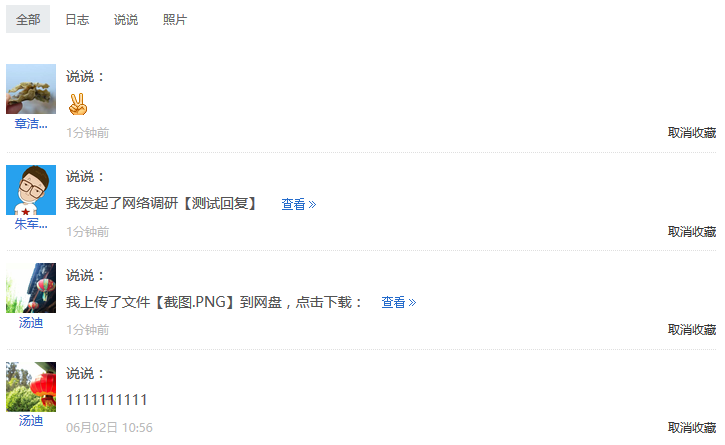 全部 日志 说说 照片
说说：
章洁...
1分钟前 取消收藏
说说：
我发起了网络调研【测试回复】 查看 »
朱军...
1分钟前 取消收藏
说说：
我上传了文件【截图.PNG】到网盘，点击下载： 查看 »
汤迪
1分钟前 取消收藏
说说：
1111111111
汤迪
06月02日 10:56 取消收藏